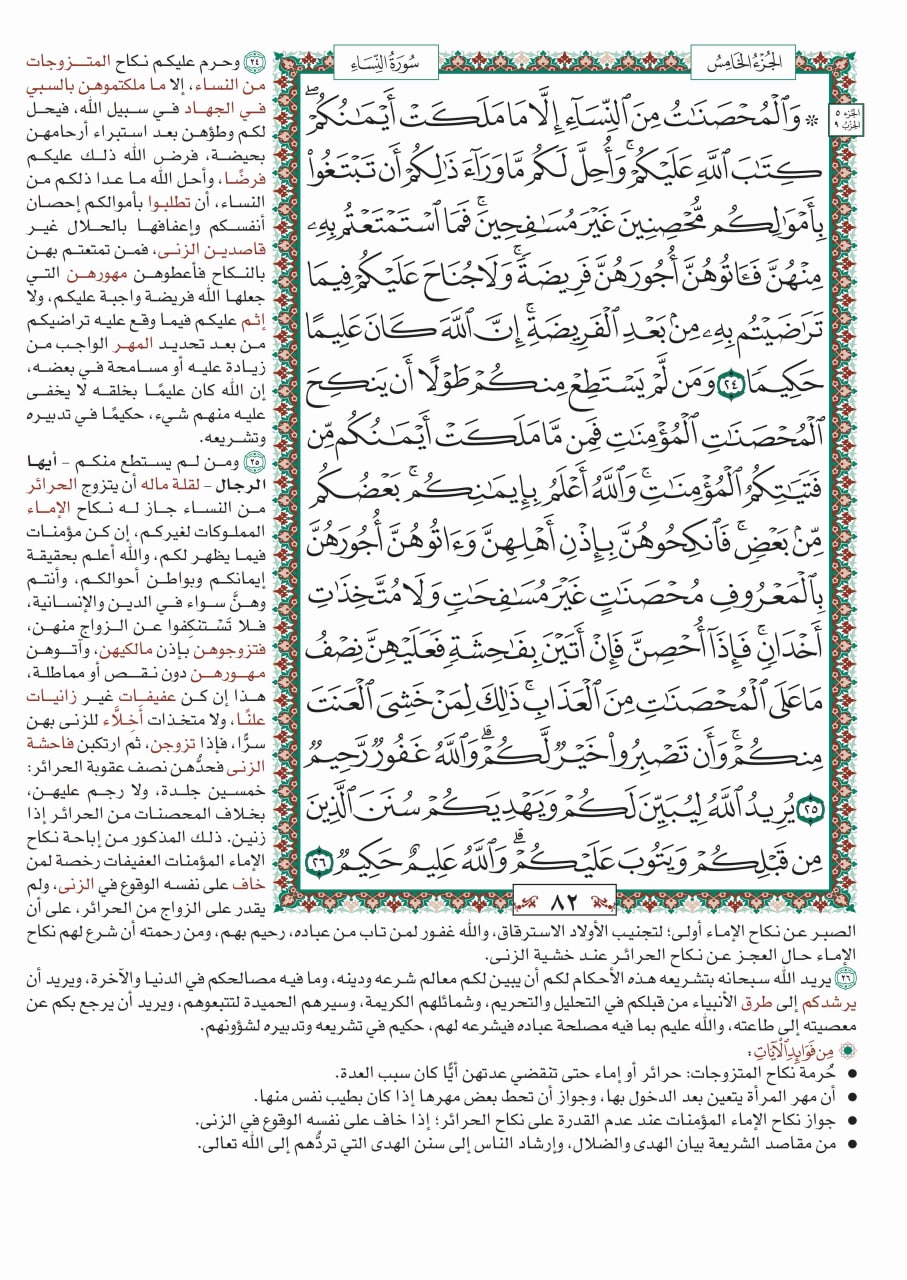 الجُزْءُ الخَامِسُ
سُورَةُ النِّسَاءِ
الجزء ٥
الحزب ٩
۞ وَٱلْمُحْصَنَٰتُ مِنَ ٱلنِّسَآءِ إِلَّا مَا مَلَكَتْ أَيْمَٰنُكُمْۖ
كِتَٰبَ ٱللَّهِ عَلَيْكُمْۚ وَأُحِلَّ لَكُم مَّا وَرَآءَ ذَٰلِكُمْ أَن تَبْتَغُوا۟
بِأَمْوَٰلِكُم مُّحْصِنِينَ غَيْرَ مُسَٰفِحِينَۚ فَمَا ٱسْتَمْتَعْتُم بِهِۦ
مِنْهُنَّ فَـَٔاتُوهُنَّ أُجُورَهُنَّ فَرِيضَةًۚ وَلَا جُنَاحَ عَلَيْكُمْ فِيمَا
تَرَٰضَيْتُم بِهِۦ مِنۢ بَعْدِ ٱلْفَرِيضَةِۚ إِنَّ ٱللَّهَ كَانَ عَلِيمًا
حَكِيمًا ٢٤ وَمَن لَّمْ يَسْتَطِعْ مِنكُمْ طَوْلًا أَن يَنكِحَ
ٱلْمُحْصَنَٰتِ ٱلْمُؤْمِنَٰتِ فَمِن مَّا مَلَكَتْ أَيْمَٰنُكُم مِّن
فَتَيَٰتِكُمُ ٱلْمُؤْمِنَٰتِۚ وَٱللَّهُ أَعْلَمُ بِإِيمَٰنِكُمۚ بَعْضُكُم
مِّنۢ بَعْضٍۚ فَٱنكِحُوهُنَّ بِإِذْنِ أَهْلِهِنَّ وَءَاتُوهُنَّ أُجُورَهُنَّ
بِٱلْمَعْرُوفِ مُحْصَنَٰتٍ غَيْرَ مُسَٰفِحَٰتٍ وَلَا مُتَّخِذَٰتِ
أَخْدَانٍۚ فَإِذَآ أُحْصِنَّ فَإِنْ أَتَيْنَ بِفَٰحِشَةٍ فَعَلَيْهِنَّ نِصْفُ
مَا عَلَى ٱلْمُحْصَنَٰتِ مِنَ ٱلْعَذَابِۚ ذَٰلِكَ لِمَنْ خَشِىَ ٱلْعَنَتَ
مِنكُمْۚ وَأَن تَصْبِرُوا۟ خَيْرٌ لَّكُمْۗ وَٱللَّهُ غَفُورٌ رَّحِيمٌ
٢٥ يُرِيدُ ٱللَّهُ لِيُبَيِّنَ لَكُمْ وَيَهْدِيَكُمْ سُنَنَ ٱلَّذِينَ
مِن قَبْلِكُمْ وَيَتُوبَ عَلَيْكُمْۗ وَٱللَّهُ عَلِيمٌ حَكِيمٌ ٢٦
٨٢
٢٤ وحرم عليكم نكاح المتـزوجات
من النساء، إلا ما ملكتموهن بالسبي
في الجهاد في سبيل الله، فيحل
لكم وطؤهن بعد استبراء أرحامهن
بحيضة، فرض الله ذلك عليكم
فرضًا، وأحل الله ما عدا ذلكم من
النساء، أن تطلبوا بأموالكم إحصان
أنفسكم وإعفافها بالحلال غير
قاصدين الزنى، فمن تمتعتم بهن
بالنكاح فأعطوهن مهورهن التي
جعلها الله فريضة واجبة عليكم، ولا
إثم عليكم فيما وقع عليه تراضيكم
من بعد تحديد المهر الواجب من
زيادة عليه أو مسامحة في بعضه،
إن الله كان عليمًا بخلقه لا يخفى
عليه منهم شيء، حكيمًا في تدبيره
وتشريعه.
٢٥ ومن لم يستطع منكم – أيها
الرجال – لقلة ماله أن يتزوج الحرائر
من النساء جاز له نكاح الإماء
المملوكات لغيركم، إن كن مؤمنات
فيما يظهر لكم، والله أعلم بحقيقة
إيمانكم وبواطن أحوالكم، وأنتم
وهنَّ سواء في الدين والإنسانية،
فلا تَسْتنكِفوا عن الزواج منهن،
فتزوجوهن بإذن مالكيهن، وآتوهن
مهورهن دون نقص أو مماطلة،
هذا إن كن عفيفات غير زانيات
علنًا، ولا متخذات أَخِلَّاء للزنى بهن
سرًّا، فإذا تزوجن، ثم ارتكبن فاحشة
الزنى فحدُّهن نصف عقوبة الحرائر:
خمسين جلدة، ولا رجم عليهن،
بخلاف المحصنات من الحرائر إذا
زنين. ذلك المذكور من إباحة نكاح
الإماء المؤمنات العفيفات رخصة لمن
خاف على نفسه الوقوع في الزنى، ولم
يقدر على الزواج من الحرائر، على أن
الصبر عن نكاح الإماء أولى؛ لتجنيب الأولاد الاسترقاق، والله غفور لمن تاب من عباده، رحيم بهم، ومن رحمته أن شرع لهم نكاح
الإماء حال العجز عن نكاح الحرائر عند خشية الزنى.
٢٦ يريد الله سبحانه بتشريعه هذه الأحكام لكم أن يبين لكم معالم شرعه ودينه، وما فيه مصالحكم في الدنيا والآخرة، ويريد أن
يرشدكم إلى طرق الأنبياء من قبلكم في التحليل والتحريم، وشمائلهم الكريمة، وسيرهم الحميدة لتتبعوهم، ويريد أن يرجع بكم عن
معصيته إلى طاعته، والله عليم بما فيه مصلحة عباده فيشرعه لهم، حكيم في تشريعه وتدبيره لشؤونهم.
مِن فَوَائِدِ ٱلْآيَاتِ:
● حُرمة نكاح المتزوجات: حرائر أو إماء حتى تنقضي عدتهن أيًّا كان سبب العدة.
● أن مهر المرأة يتعين بعد الدخول بها، وجواز أن تحط بعض مهرها إذا كان بطيب نفس منها.
● جواز نكاح الإماء المؤمنات عند عدم القدرة على نكاح الحرائر؛ إذا خاف على نفسه الوقوع في الزنى.
● من مقاصد الشريعة بيان الهدى والضلال، وإرشاد الناس إلى سنن الهدى التي تردُّهم إلى الله تعالى.